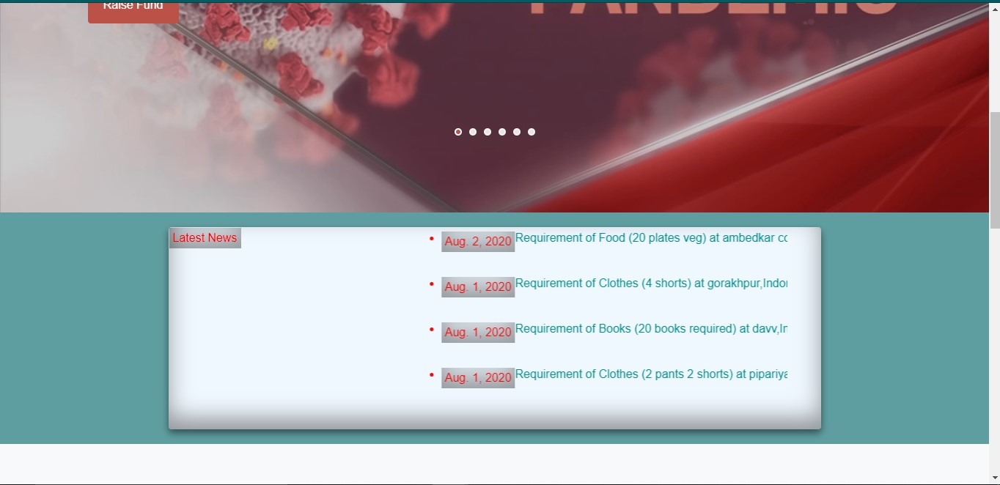 Raise Fund
PANDEMIC
Latest News
Aug. 2, 2020 Requirement of Food (20 plates veg) at ambedkar
Aug. 1, 2020 Requirement of Clothes (4 shorts) at gorakhpur,Indor
Aug. 1, 2020 Requirement of Books (20 books required) at davv,In
Aug. 1, 2020 Requirement of Clothes (2 pants 2 shorts) at pipariya